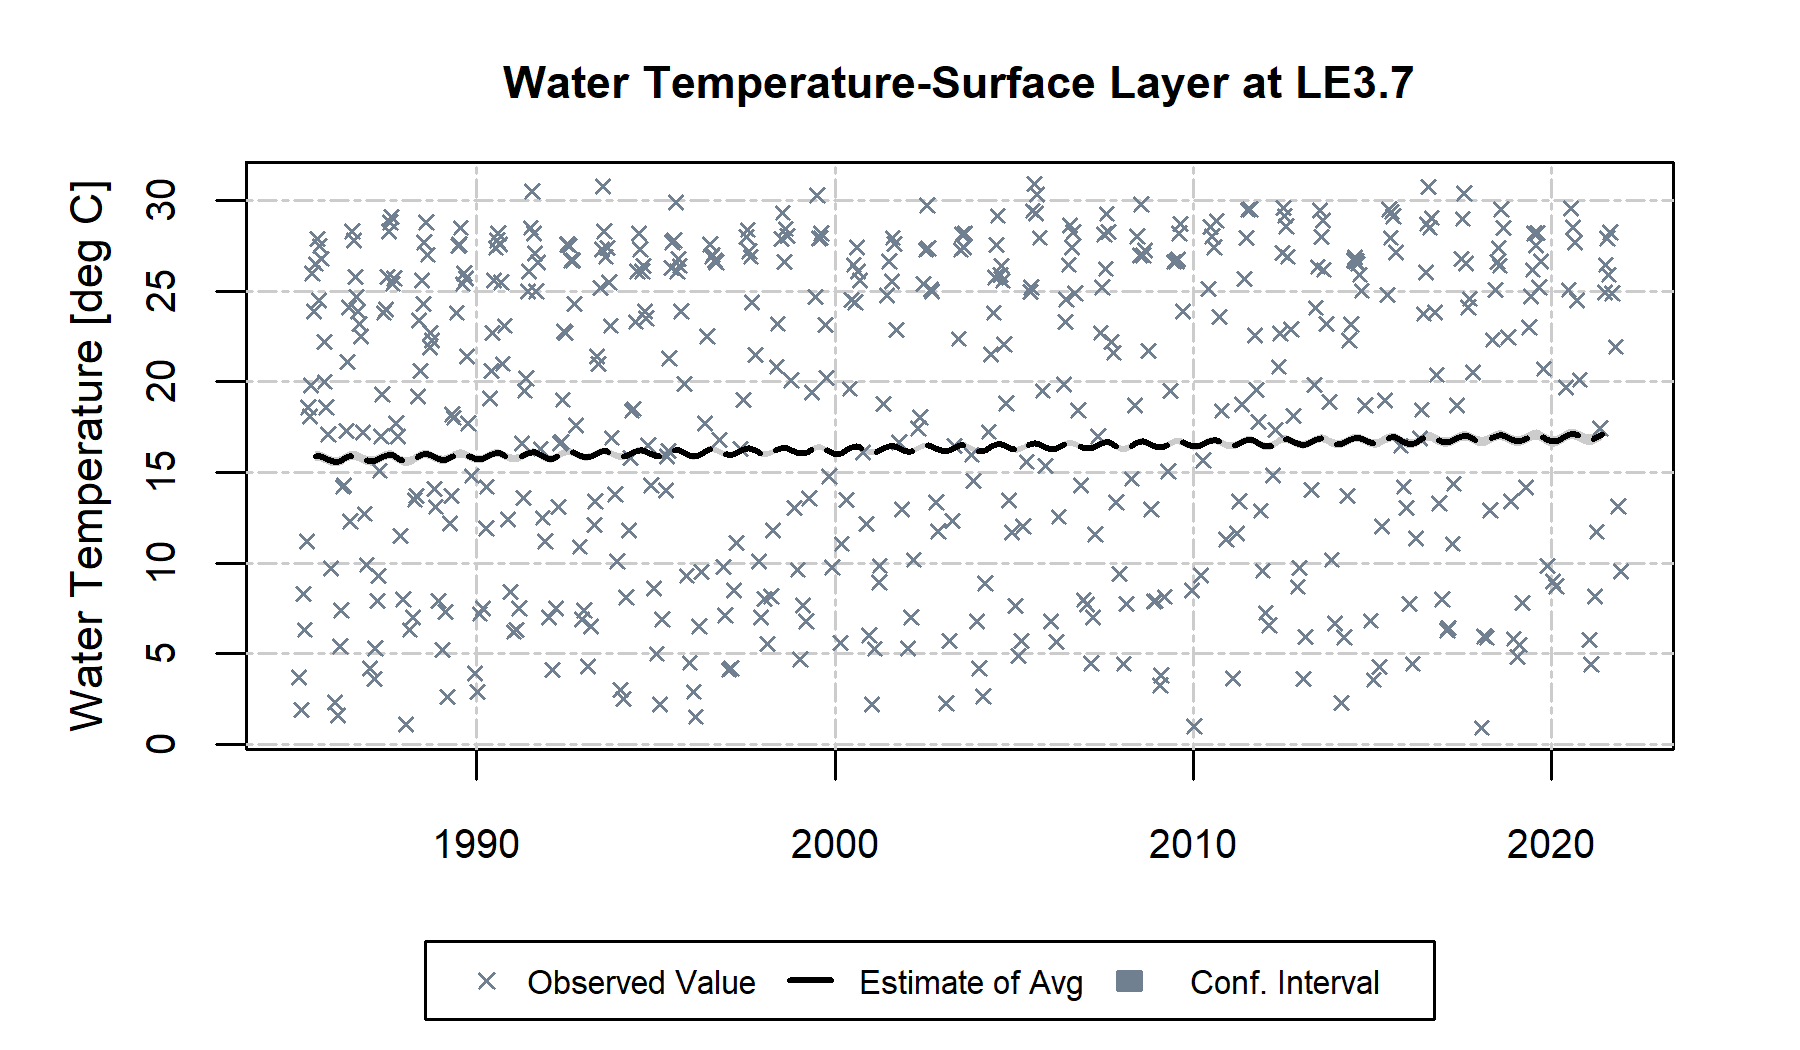 Water Temperature-Surface Layer at LE3.7
Water Temperature [deg C]
30
25
20
15
10
5
0
1990 2000 2010 2020
Observed Value Estimate of Avg Conf. Interval